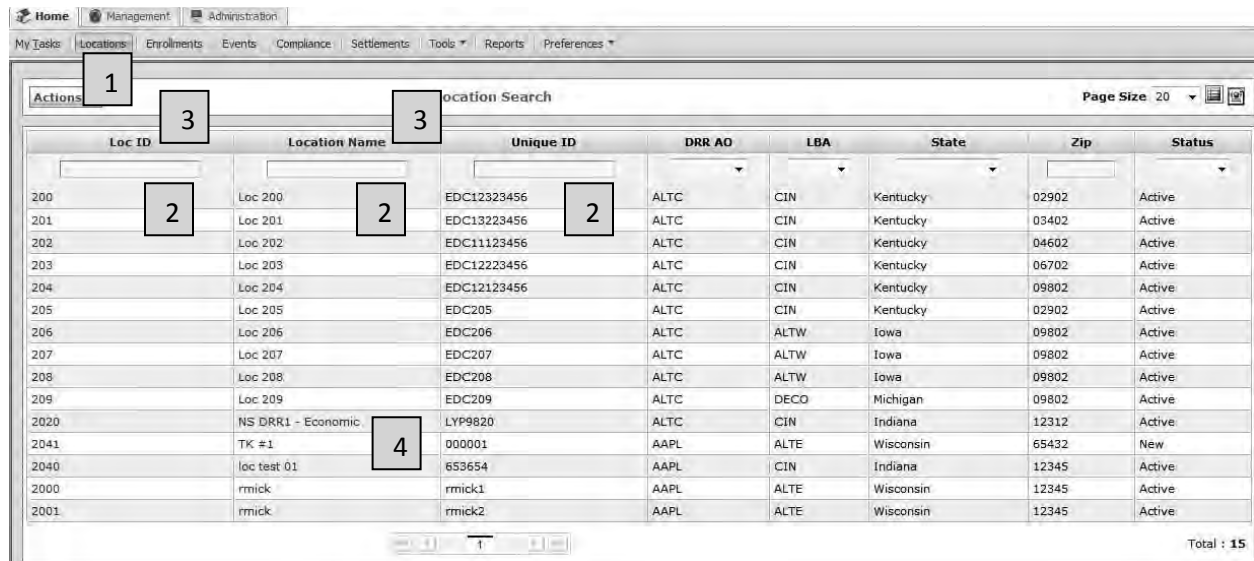 Home Management Administration
My Tasks Locations Enrollments Events Compliance Settlements Tools Reports Preferences
1
Actions ocation Search Page Size 20
3 3
Loc ID Location Name Unique ID DRR AO LBA State Zip Status
200 Loc 200 EDC12323456 ALTC CIN Kentucky 02902 Active
2 2 2
201 Loc 201 EDC13223456 ALTC CIN Kentucky 03402 Active
202 Loc 202 EDC11123456 ALTC CIN Kentucky 04602 Active
203 Loc 203 EDC12223456 ALTC CIN Kentucky 06702 Active
204 Loc 204 EDC12123456 ALTC CIN Kentucky 09802 Active
205 Loc 205 EDC205 ALTC CIN Kentucky 02902 Active
206 Loc 206 EDC206 ALTC ALTW Iowa 09802 Active
207 Loc 207 EDC207 ALTC ALTW Iowa 09802 Active
208 Loc 208 EDC208 ALTC ALTW Iowa 09802 Active
209 Loc 209 EDC209 ALTC DECO Michigan 09802 Active
2020 NS DRR1 - Economic LYP9820 ALTC CIN Indiana 12312 Active
2041 TK #1 000001 AAPL ALTE Wisconsin 65432 New
4
2040 loc test 01 653654 AAPL CIN Indiana 12345 Active
2000 rmick rmick1 AAPL ALTE Wisconsin 12345 Active
2001 rmick rmick2 AAPL ALTE Wisconsin 12345 Active
1 Total : 15